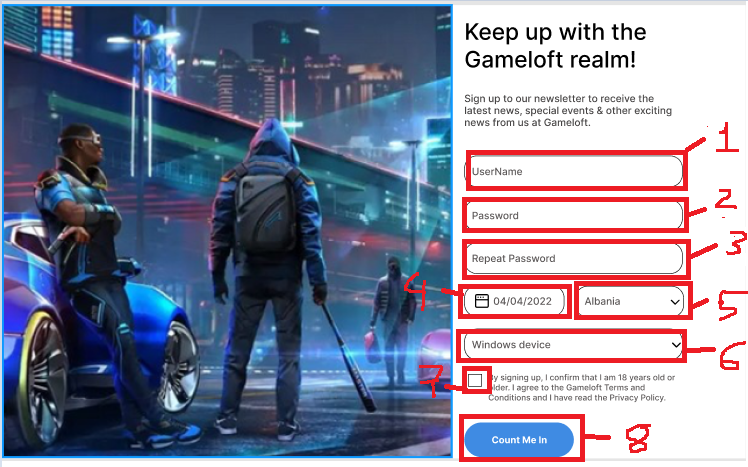 Keep up with the
Gameloft realm!
Sign up to our newsletter to receive the
latest news, special events & other exciting
news from us at Gameloft.
1
UserName
2
Password
3
Repeat Password
4
04/04/2022
Albania
5
Windows device
6
7
By signing up, I confirm that I am 18 years old or
older. I agree to the Gameloft Terms and
Conditions and I have read the Privacy Policy.
Count Me In
8